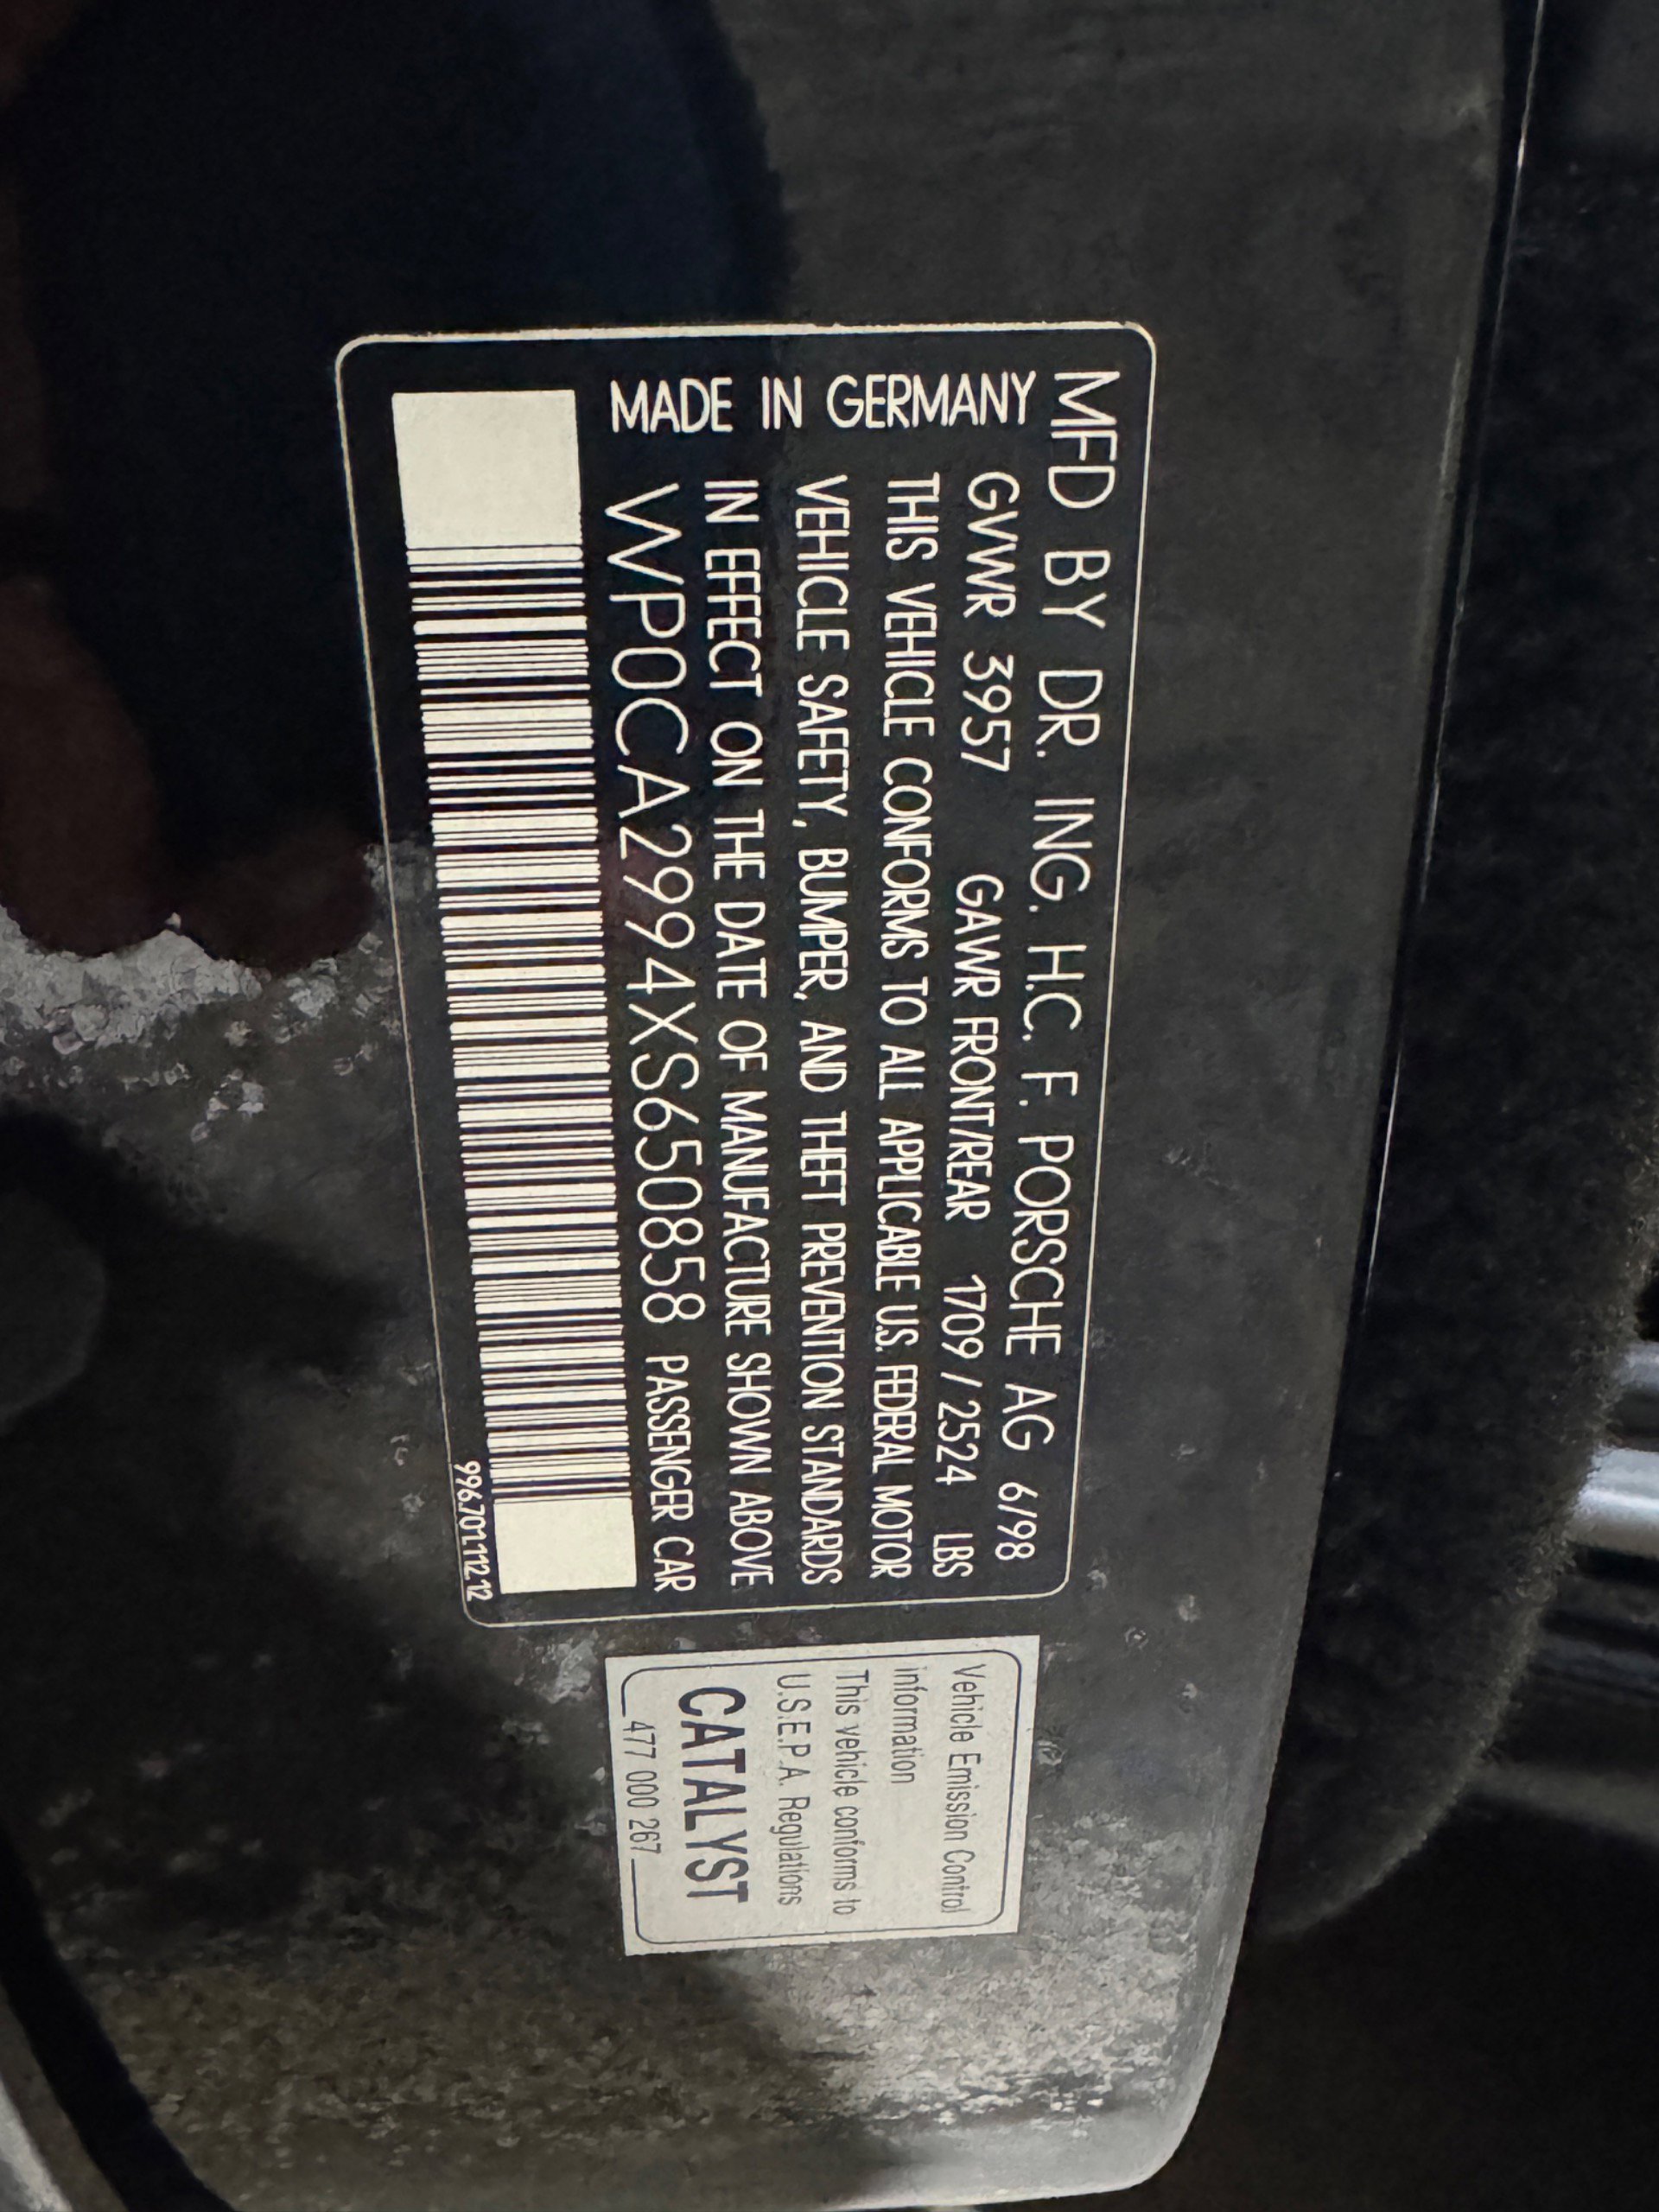 MFD BY DR. ING. H.C. F. PORSCHE AG 6/98
GVWR 3957 GAWR FRONT/REAR 1709 / 2524 LBS
THIS VEHICLE CONFORMS TO ALL APPLICABLE U.S. FEDERAL MOTOR
VEHICLE SAFETY, BUMPER, AND THEFT PREVENTION STANDARDS
IN EFFECT ON THE DATE OF MANUFACTURE SHOWN ABOVE
WP0CA2994XS650858 PASSENGER CAR
MADE IN GERMANY
996.701.112.12
Vehicle Emission Control
information
This vehicle conforms to
U.S.E.P.A. Regulations
CATALYST
477 000 267